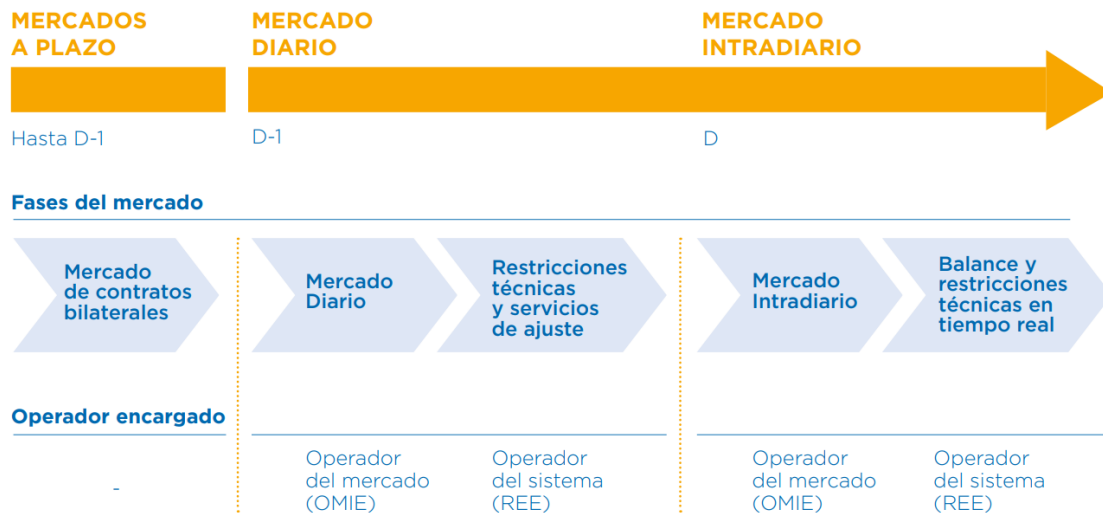 MERCADOS
A PLAZO
MERCADO
DIARIO
MERCADO
INTRADIARIO
Hasta D-1
D-1
D
Fases del mercado
Mercado
de contratos
bilaterales
Mercado
Diario
Restricciones
técnicas
y servicios
de ajuste
Mercado
Intradiario
Balance y
restricciones
técnicas en
tiempo real
Operador encargado
-
Operador
del mercado
(OMIE)
Operador
del sistema
(REE)
Operador
del mercado
(OMIE)
Operador
del sistema
(REE)